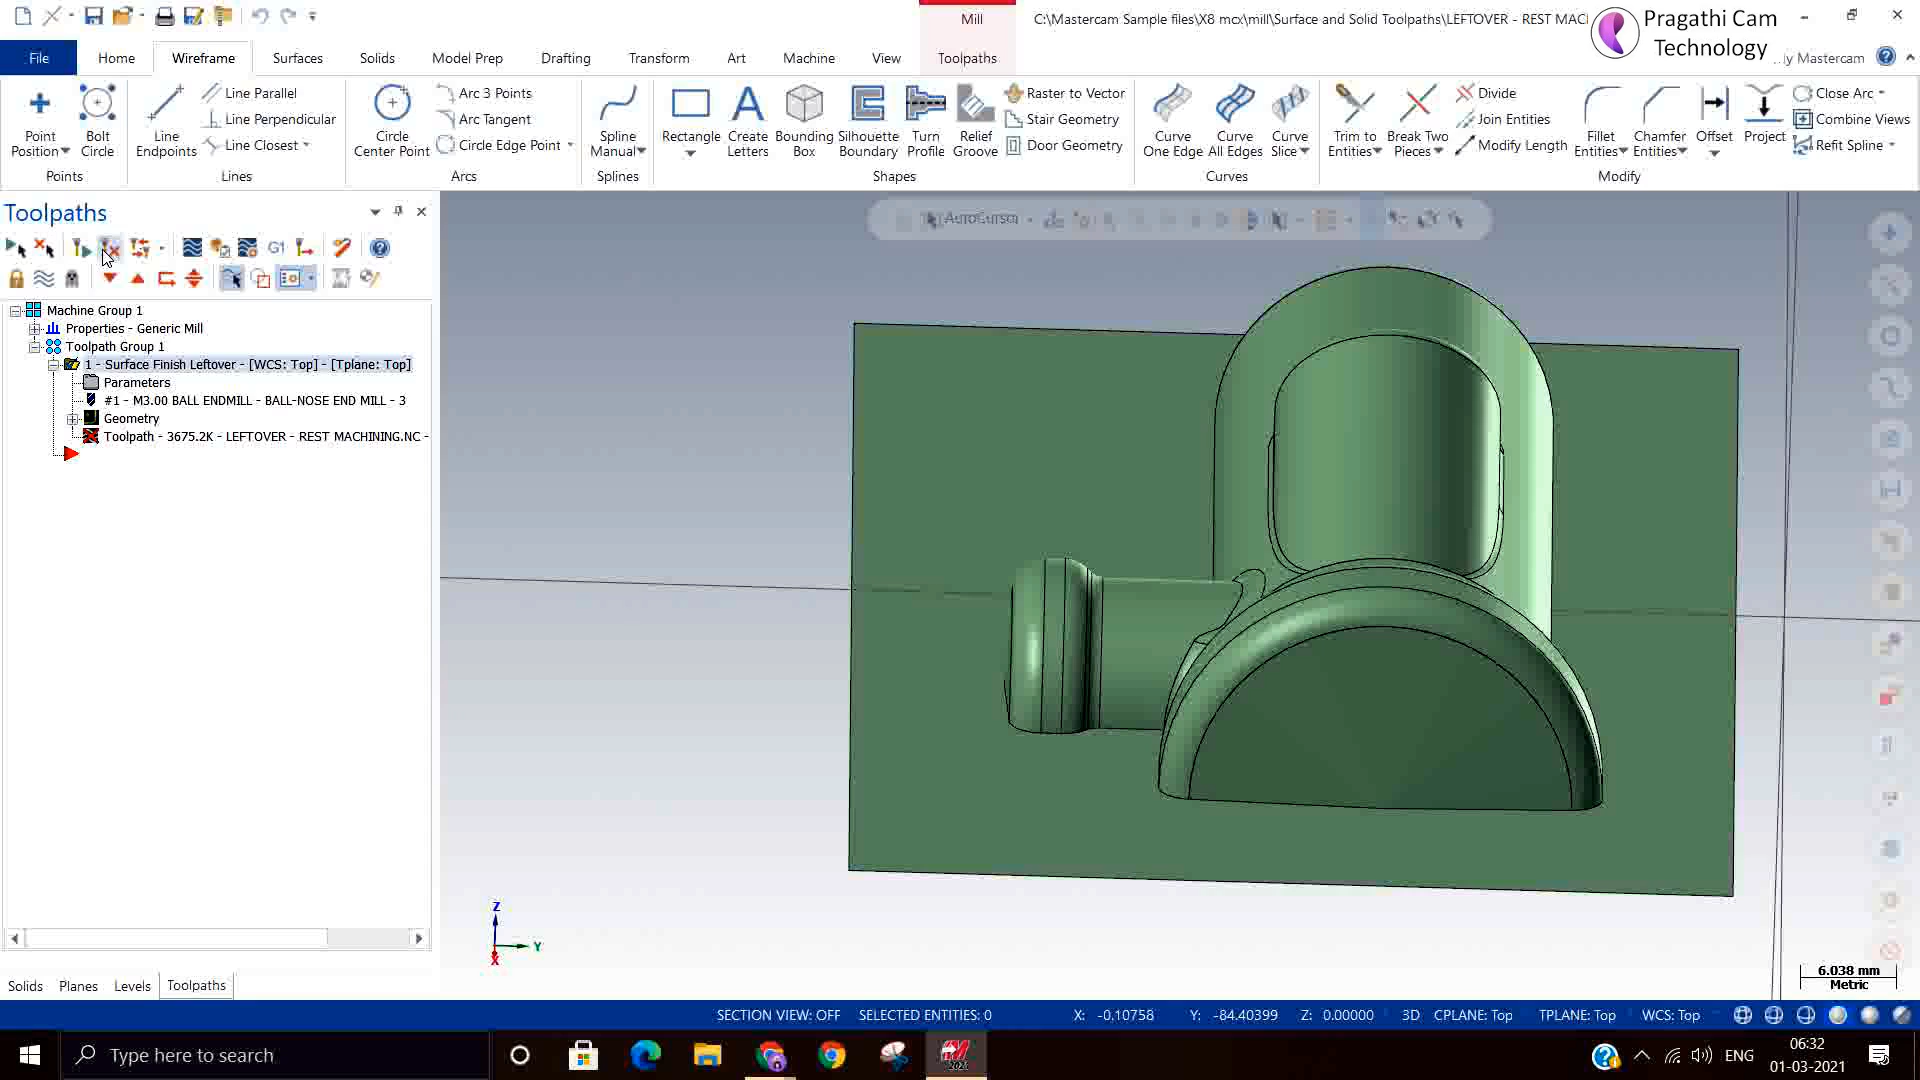 Mill
C:\Mastercam Sample files\X8 mcx\mill\Surface and Solid Toolpaths\LEFTOVER - REST MACI
Pragathi Cam
Technology
File
Home
Wireframe
Surfaces
Solids
Model Prep
Drafting
Transform
Art
Machine
View
Toolpaths
Mastercam
Point
Position
Bolt
Circle
Points
Line
Endpoints
Line Parallel
Line Perpendicular
Line Closest
Lines
Circle
Center Point
Arc 3 Points
Arc Tangent
Circle Edge Point
Arcs
Spline
Manual
Splines
Rectangle
Create
Letters
Bounding
Box
Silhouette
Boundary
Turn
Profile
Relief
Groove
Raster to Vector
Stair Geometry
Door Geometry
Shapes
Curve
One Edge
Curve
All Edges
Curve
Slice
Curves
Trim to
Entities
Break Two
Pieces
Divide
Join Entities
Modify Length
Fillet
Entities
Chamfer
Entities
Offset
Project
Close Arc
Combine Views
Refit Spline
Modify
Toolpaths
G1
AutoCursor
Machine Group 1
Properties - Generic Mill
Toolpath Group 1
1 - Surface Finish Leftover - [WCS: Top] - [Tplane: Top]
Parameters
#1 - M3.00 BALL ENDMILL - BALL-NOSE END MILL - 3
Geometry
Toolpath - 3675.2K - LEFTOVER - REST MACHINING.NC -
Z
Y
X
6.038 mm
Metric
Solids
Planes
Levels
Toolpaths
SECTION VIEW: OFF
SELECTED ENTITIES: 0
X: -0.10758
Y: -84.40399
Z: 0.00000
3D
CPLANE: Top
TPLANE: Top
WCS: Top
Type here to search
2021
ENG
06:32
01-03-2021